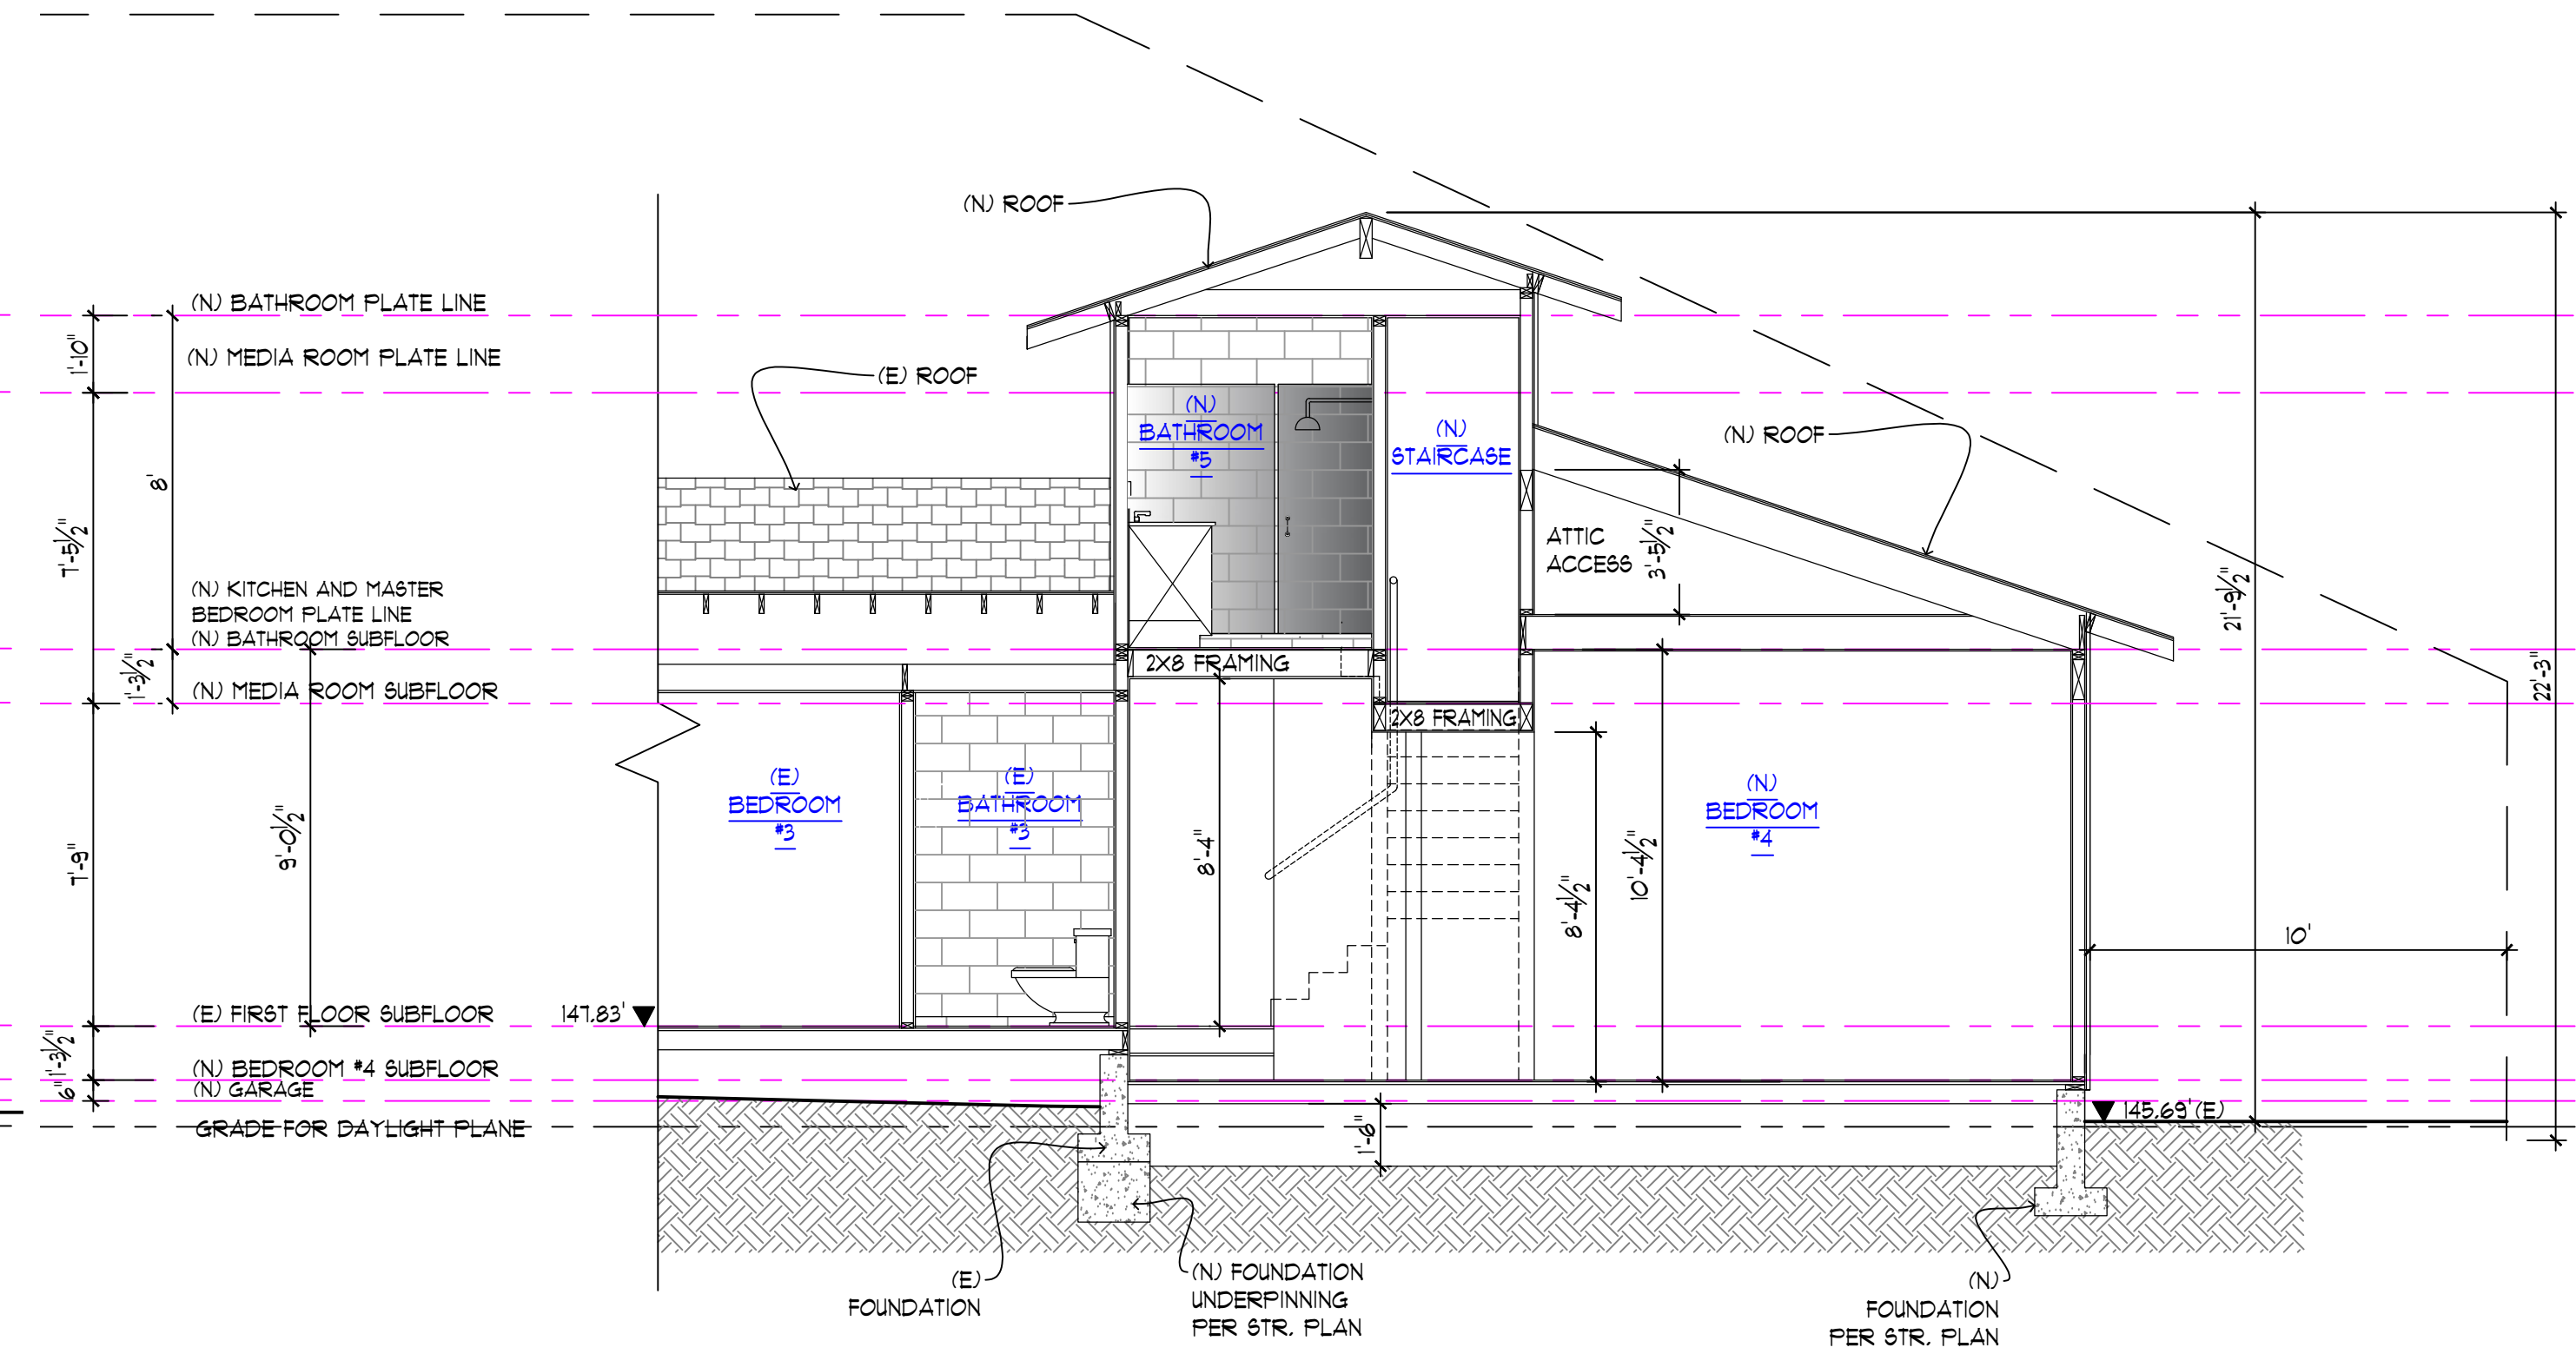 (N) ROOF
(N) BATHROOM PLATE LINE
1'-10"
(N) MEDIA ROOM PLATE LINE
(E) ROOF
(N)
BATHROOM
#5
(N)
STAIRCASE
(N) ROOF
8'
7'-5½"
ATTIC
ACCESS
3'-5½"
(N) KITCHEN AND MASTER
BEDROOM PLATE LINE
(N) BATHROOM SUBFLOOR
21'-9½"
22'-3"
1'-3½"
2X8 FRAMING
(N) MEDIA ROOM SUBFLOOR
2X8 FRAMING
(E)
BEDROOM
#3
(E)
BATHROOM
#3
(N)
BEDROOM
#4
7'-9"
9'-0½"
8'-4"
8'-4½"
10'-4½"
10'
(E) FIRST FLOOR SUBFLOOR
147.83'
1'-3½"
(N) BEDROOM #4 SUBFLOOR
6"
(N) GARAGE
145.69'(E)
GRADE FOR DAYLIGHT PLANE
1'-6"
(E)
FOUNDATION
(N) FOUNDATION
UNDERPINNING
PER STR. PLAN
(N)
FOUNDATION
PER STR. PLAN